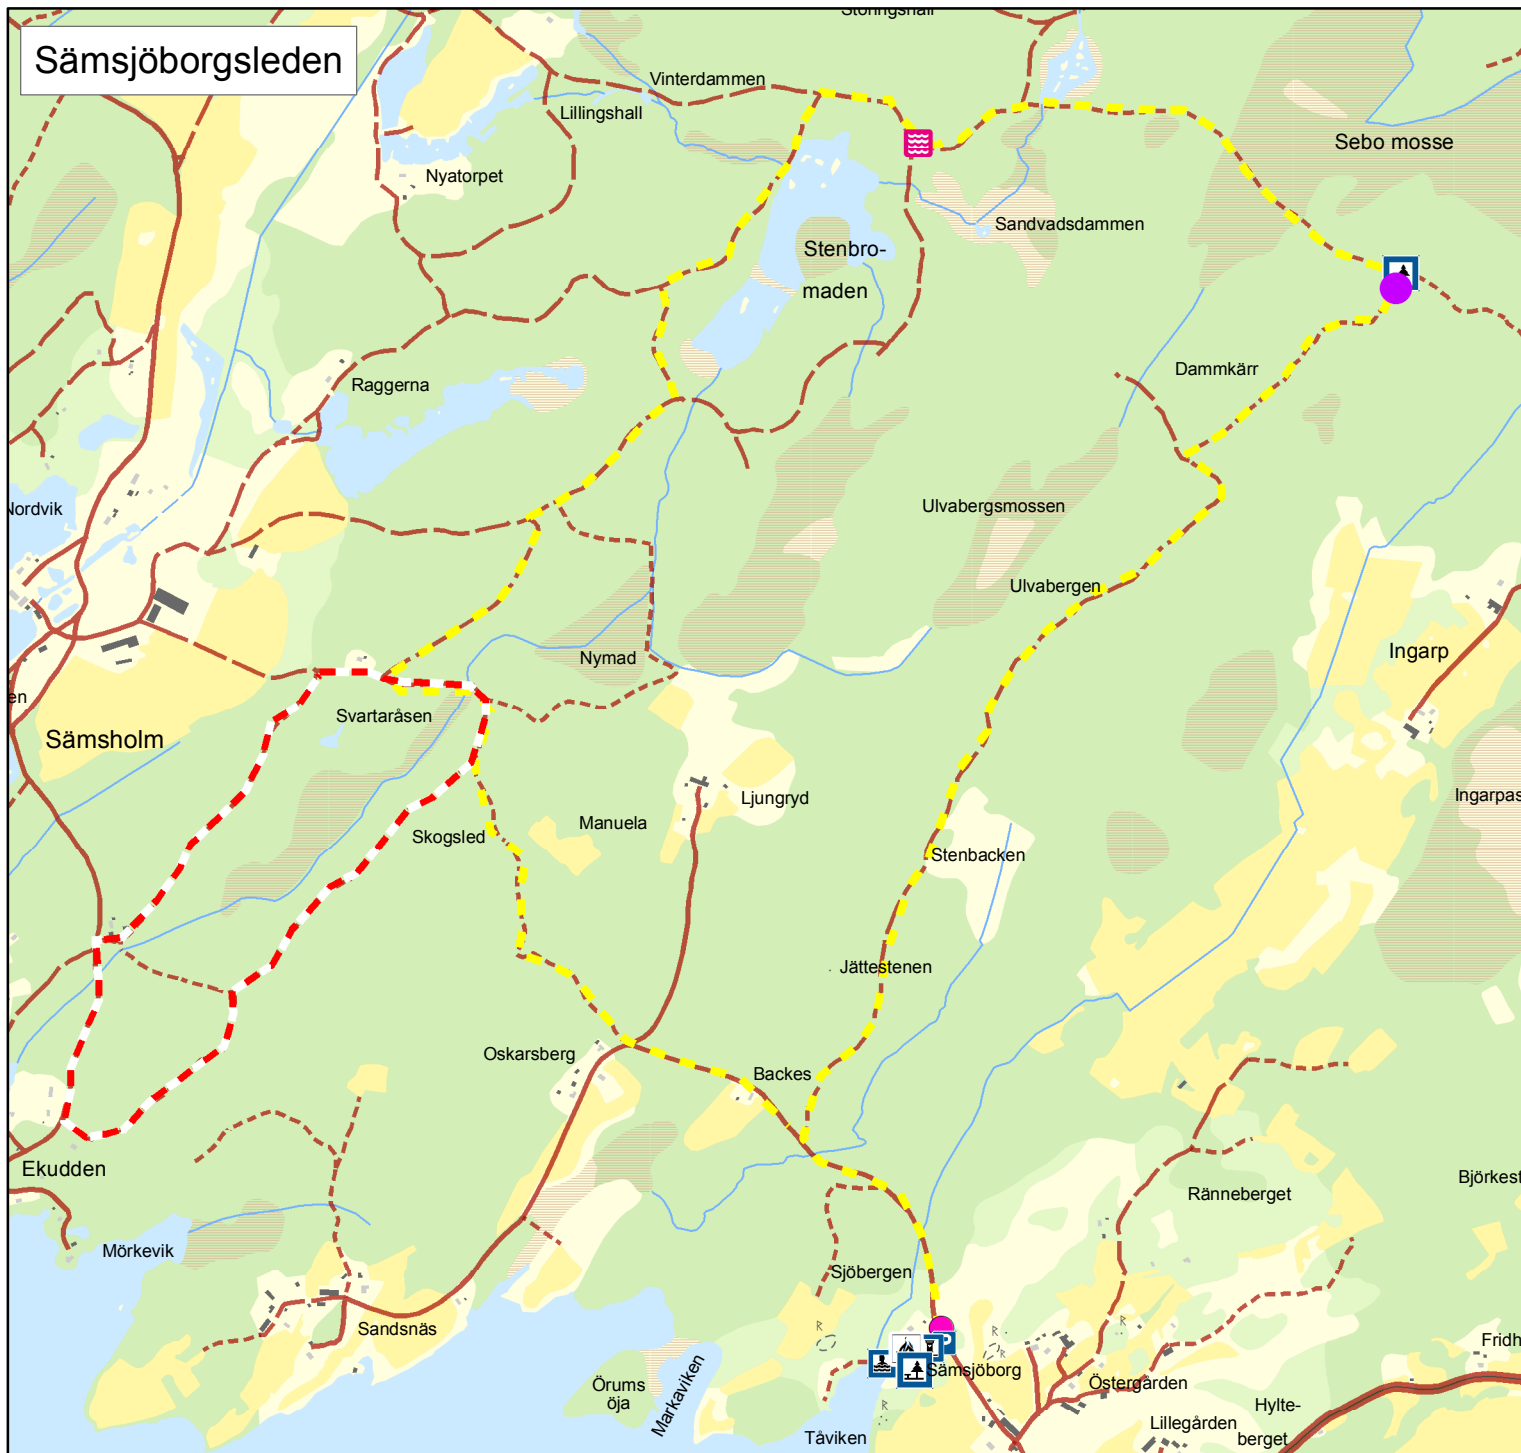 Storingshall
Sämsjöborgsleden
Vinterdammen
Lillingshall
Sebo mosse
Nyatorpet
Sandvadsdammen
Stenbro-
maden
Dammkärr
Raggerna
Nordvik
Ulvabergsmossen
Ulvabergen
Ingarp
Nymad
en
Svartaråsen
Sämsholm
Ingarpas
Ljungryd
Manuela
Skogsled
Stenbacken
Jättestenen
Oskarsberg
Backes
Ekudden
Björkest
Ränneberget
Mörkevik
Sjöbergen
Sandsnäs
Fridh
Sämsjöborg
Östergården
Örums
öja
Markaviken
Hylte-
berget
Lillegården
Tåviken
R
R
R
R
P